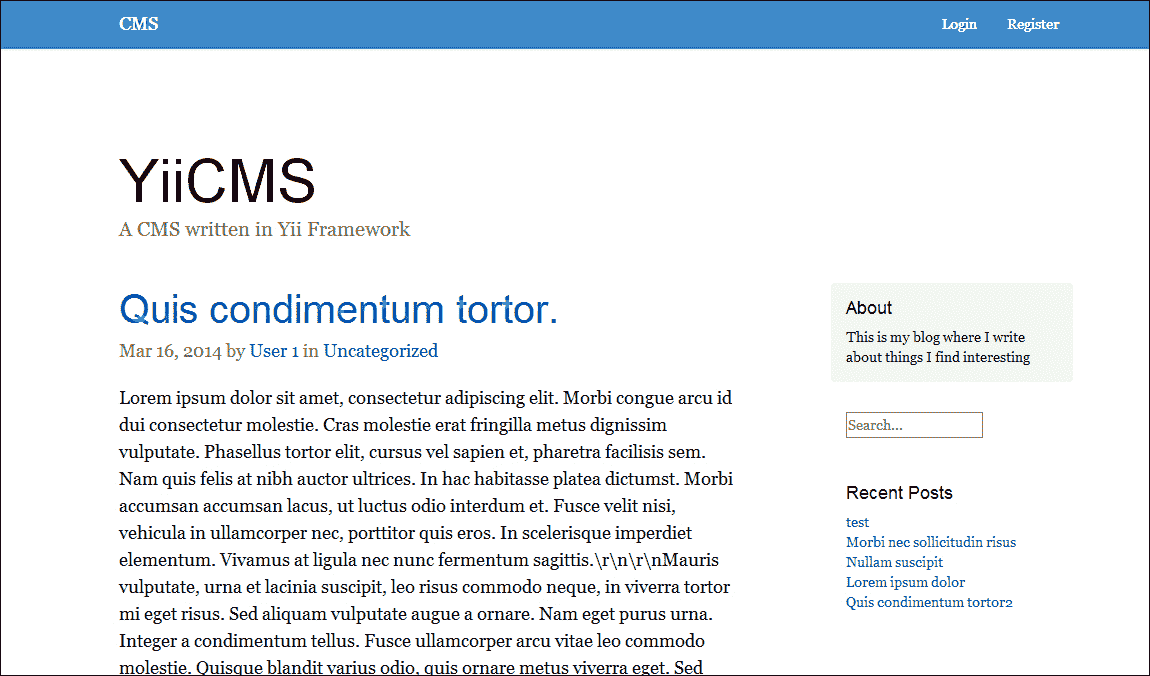 CMS
Login
Register
YiiCMS
A CMS written in Yii Framework
Quis condimentum tortor.
Mar 16, 2014 by User 1 in Uncategorized
Lorem ipsum dolor sit amet, consectetur adipiscing elit. Morbi congue arcu id
dui consectetur molestie. Cras molestie erat fringilla metus dignissim
vulputate. Phasellus tortor elit, cursus vel sapien et, pharetra facilisis sem.
Nam quis felis at nibh auctor ultrices. In hac habitasse platea dictumst. Morbi
accumsan accumsan lacus, ut luctus odio interdum et. Fusce velit nisi,
vehicula in ullamcorper nec, porttitor quis eros. In scelerisque imperdiet
elementum. Vivamus at ligula nec nunc fermentum sagittis.\r\n\r\nMauris
vulputate, urna et lacinia suscipit, leo risus commodo neque, in viverra tortor
mi eget risus. Sed aliquam vulputate augue a ornare. Nam eget purus urna.
Integer a condimentum tellus. Fusce ullamcorper arcu vitae leo commodo
molestie. Quisque blandit varius odio, quis ornare metus viverra eget. Sed
About
This is my blog where I write
about things I find interesting
Search...
Recent Posts
test
Morbi nec sollicitudin risus
Nullam suscipit
Lorem ipsum dolor
Quis condimentum tortor2